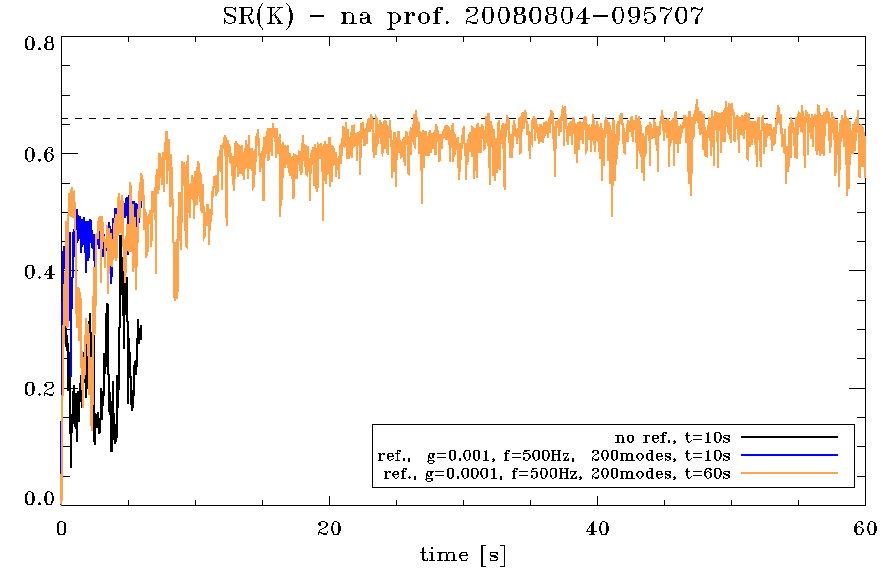 SR(K) – na prof. 20080804–095707
0.8
0.6
0.4
0.2
0.0
no ref., t=10s
ref., g=0.001, f=500Hz, 200modes, t=10s
ref., g=0.0001, f=500Hz, 200modes, t=60s
0 20 40 60
time [s]